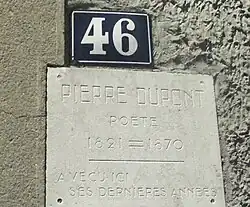 46
PIERRE DUPONT
POETE
1821 = 1870
A VECU ICI
SES DERNIERES ANNEES